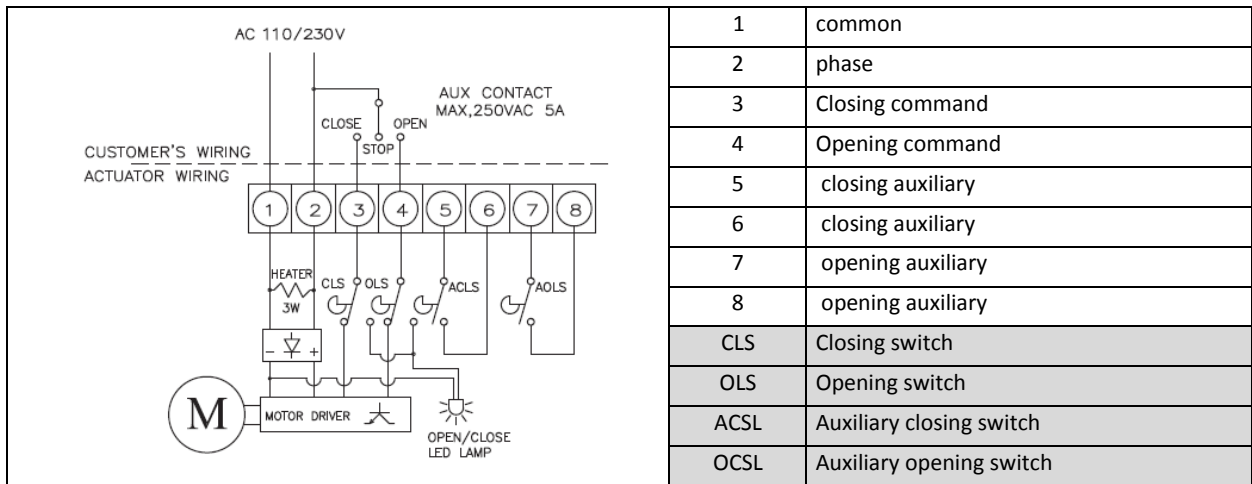 AC 110/230V
AUX CONTACT
MAX,250VAC 5A
CLOSE OPEN
STOP
CUSTOMER'S WIRING
ACTUATOR WIRING
1 2 3 4 5 6 7 8
HEATER
3W
CLS OLS ACLS AOLS
- +
M
MOTOR DRIVER
OPEN/CLOSE
LED LAMP
1 common
2 phase
3 Closing command
4 Opening command
5 closing auxiliary
6 closing auxiliary
7 opening auxiliary
8 opening auxiliary
CLS Closing switch
OLS Opening switch
ACSL Auxiliary closing switch
OCSL Auxiliary opening switch